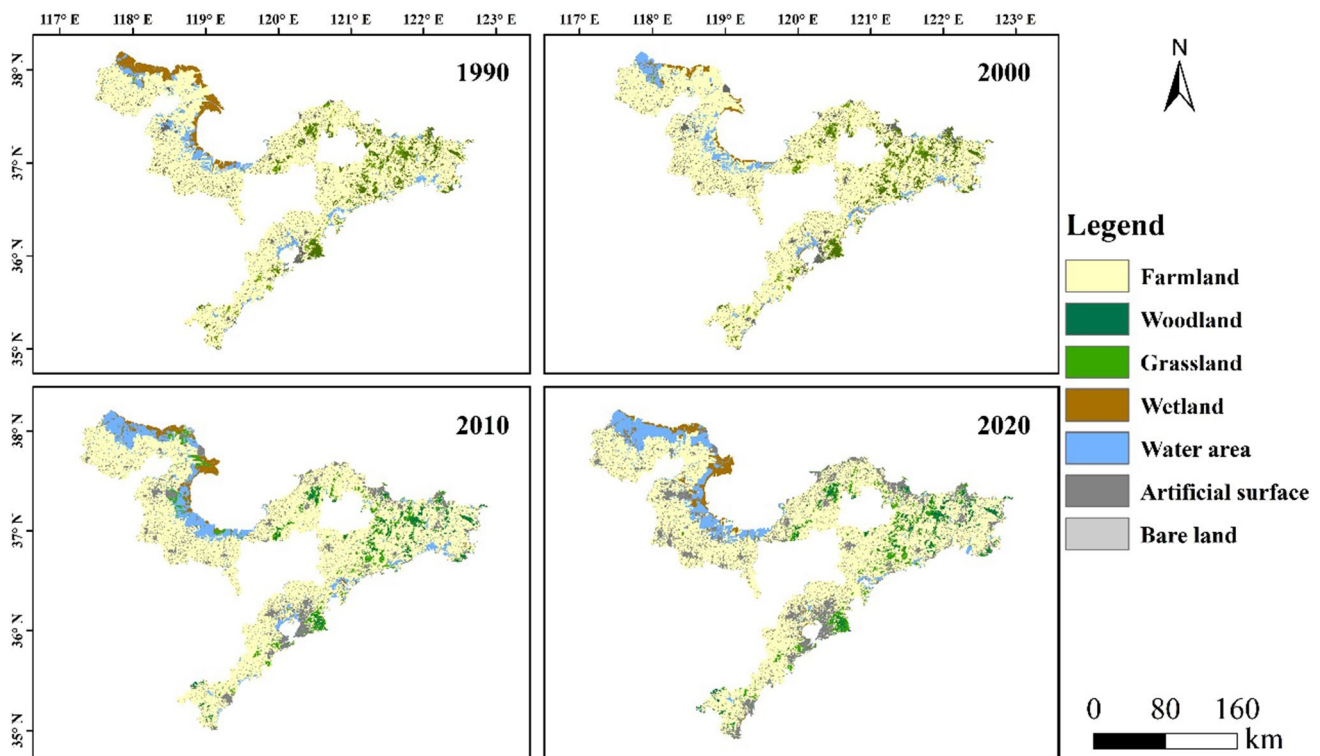 117° E 118° E 119° E 120° E 121° E 122° E 123° E
117° E 118° E 119° E 120° E 121° E 122° E 123° E
38° N
37° N
36° N
35° N
1990
2000
N
38° N
37° N
36° N
35° N
2010
2020
Legend
Farmland
Woodland
Grassland
Wetland
Water area
Artificial surface
Bare land
0 80 160
km